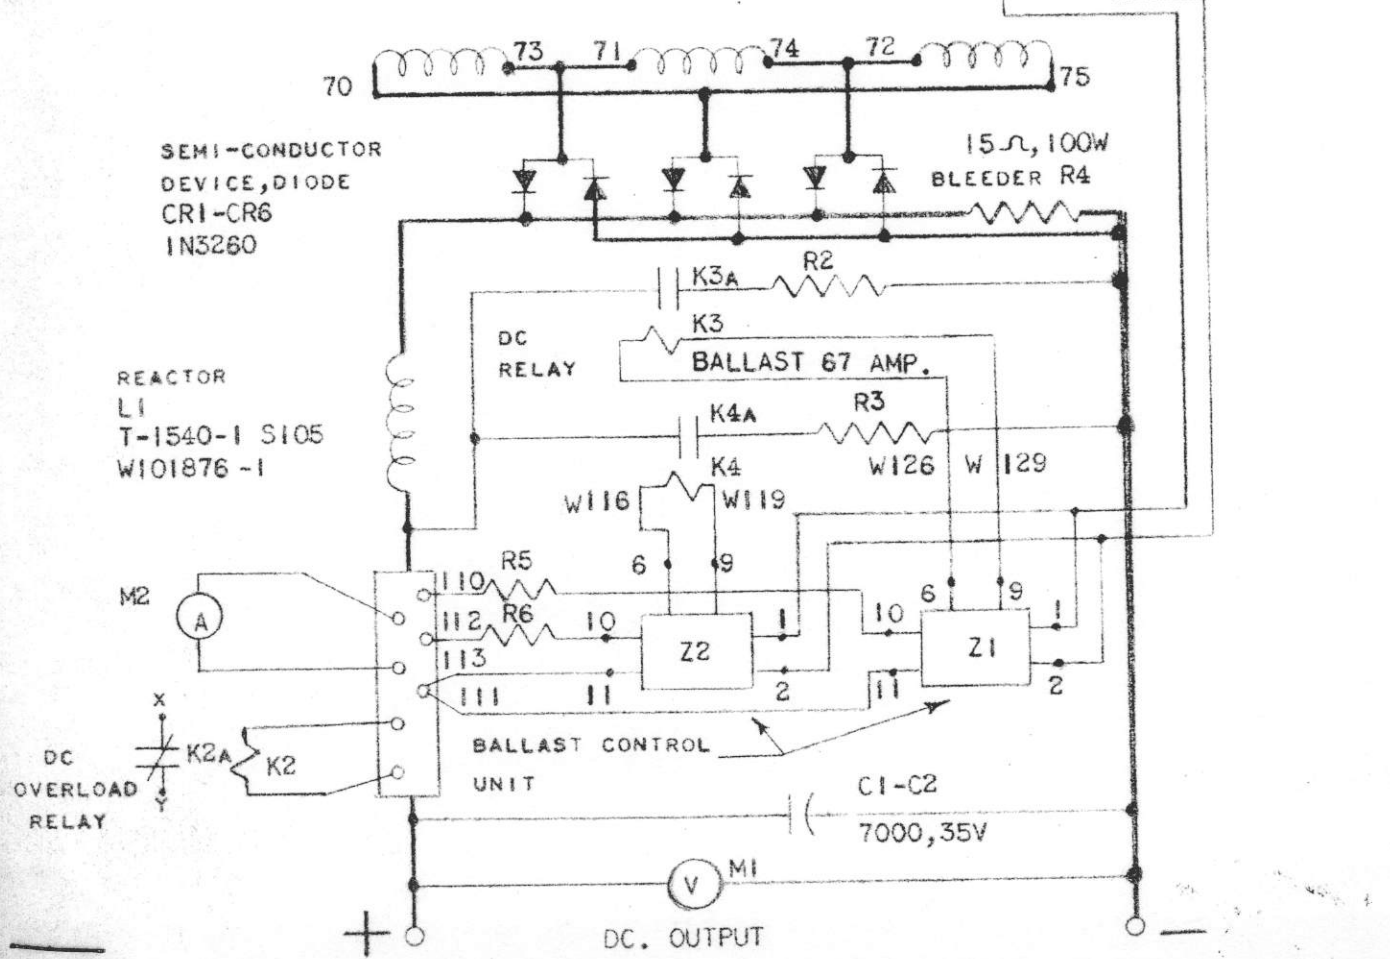 73 71 74 72
70 75
SEMI-CONDUCTOR
DEVICE, DIODE
CR1-CR6
1N3260
15Ω, 100W
BLEEDER R4
K3A R2
K3
DC
RELAY
BALLAST 67 AMP.
REACTOR
L1
T-1540-1 S105
W101876-1
K4A R3
K4
W126 W 129
W116 W119
6 9
M2
A
110 R5
112 R6 10
113
111 11
Z2
1
2
6 9
10
11
Z1
1
2
BALLAST CONTROL
UNIT
X
K2A K2
Y
DC
OVERLOAD
RELAY
C1-C2
7000, 35V
V M1
+ DC. OUTPUT −